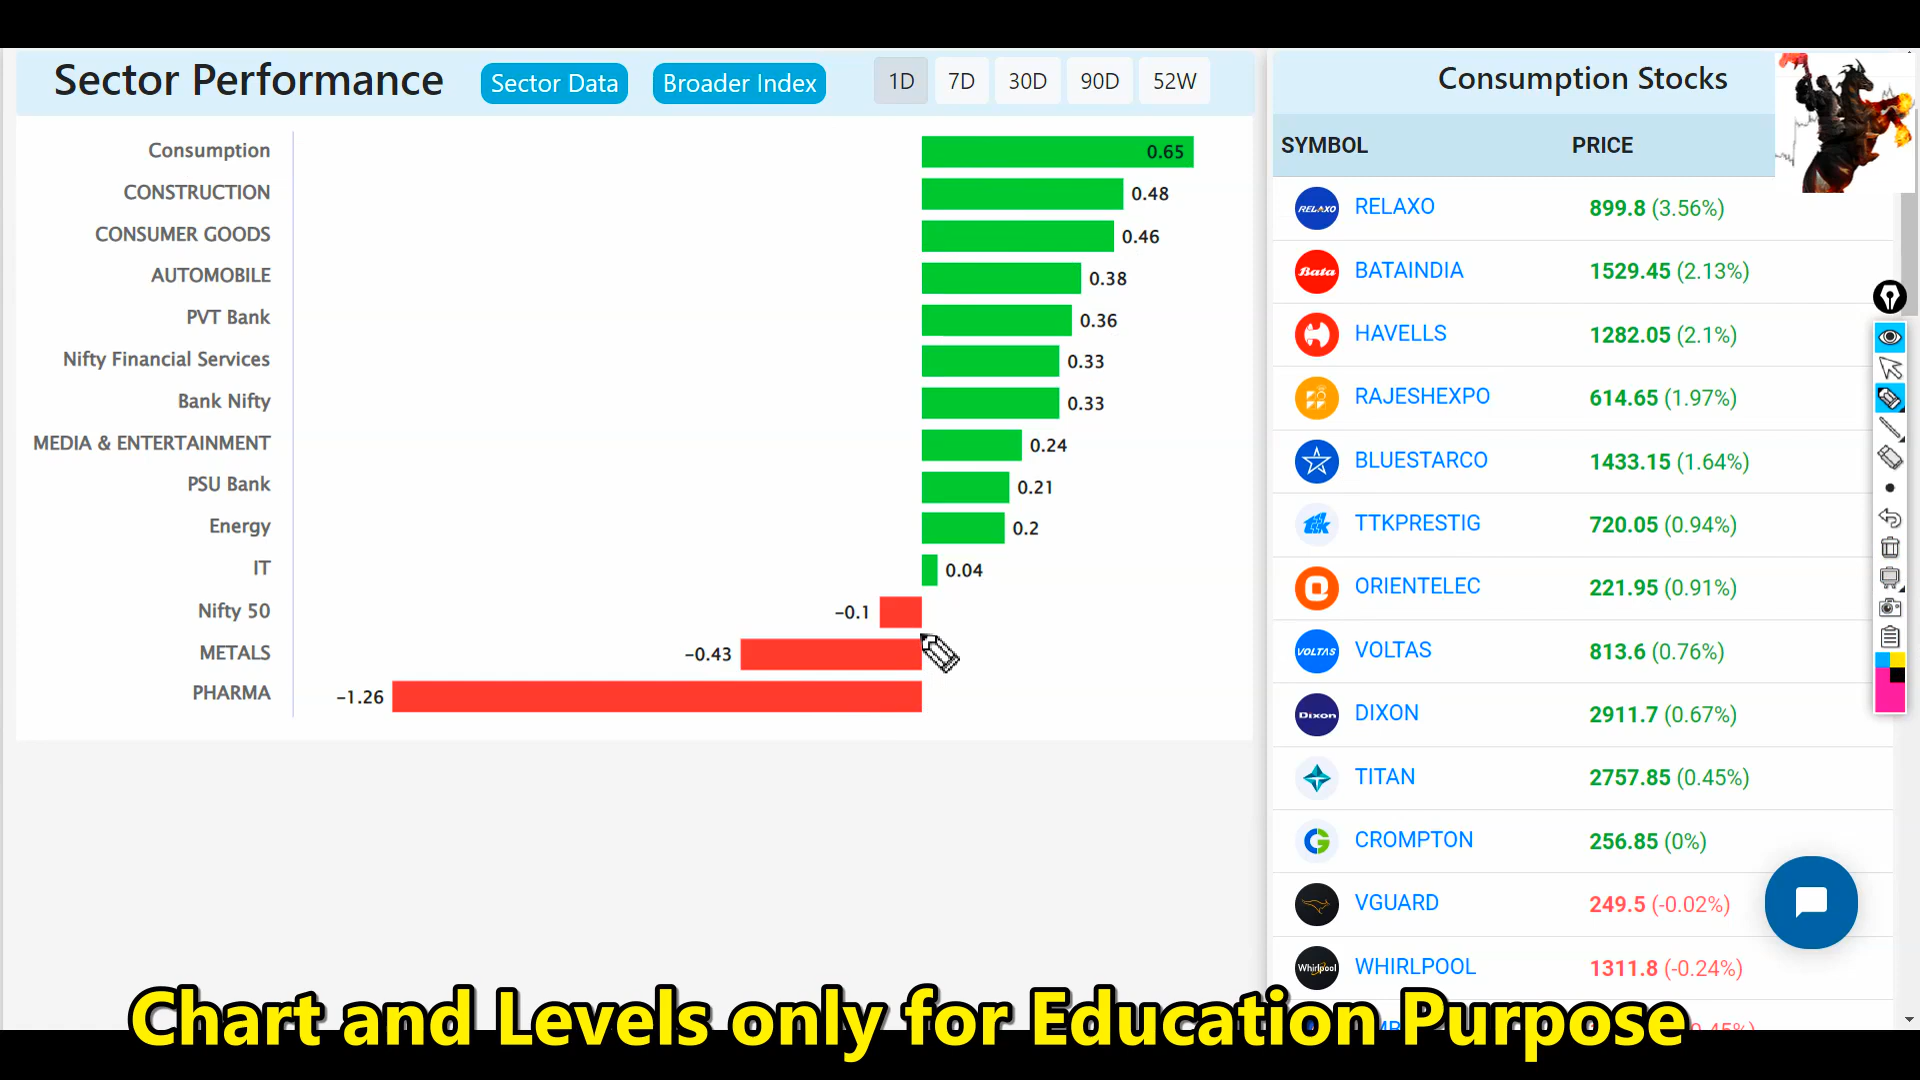 Sector Performance Sector Data Broader Index 1D 7D 30D 90D 52W
Consumption 0.65
CONSTRUCTION 0.48
CONSUMER GOODS 0.46
AUTOMOBILE 0.38
PVT Bank 0.36
Nifty Financial Services 0.33
Bank Nifty 0.33
MEDIA & ENTERTAINMENT 0.24
PSU Bank 0.21
Energy 0.2
IT 0.04
Nifty 50 -0.1
METALS -0.43
PHARMA -1.26
Consumption Stocks
SYMBOL PRICE
RELAXO RELAXO 899.8 (3.56%)
Bata BATAINDIA 1529.45 (2.13%)
HAVELLS 1282.05 (2.1%)
RAJESHEXPO 614.65 (1.97%)
BLUESTARCO 1433.15 (1.64%)
TTKPRESTIG 720.05 (0.94%)
ORIENTELEC 221.95 (0.91%)
VOLTAS VOLTAS 813.6 (0.76%)
Dixon DIXON 2911.7 (0.67%)
TITAN 2757.85 (0.45%)
CROMPTON 256.85 (0%)
VGUARD 249.5 (-0.02%)
Whirlpool WHIRLPOOL 1311.8 (-0.24%)
Chart and Levels only for Education Purpose